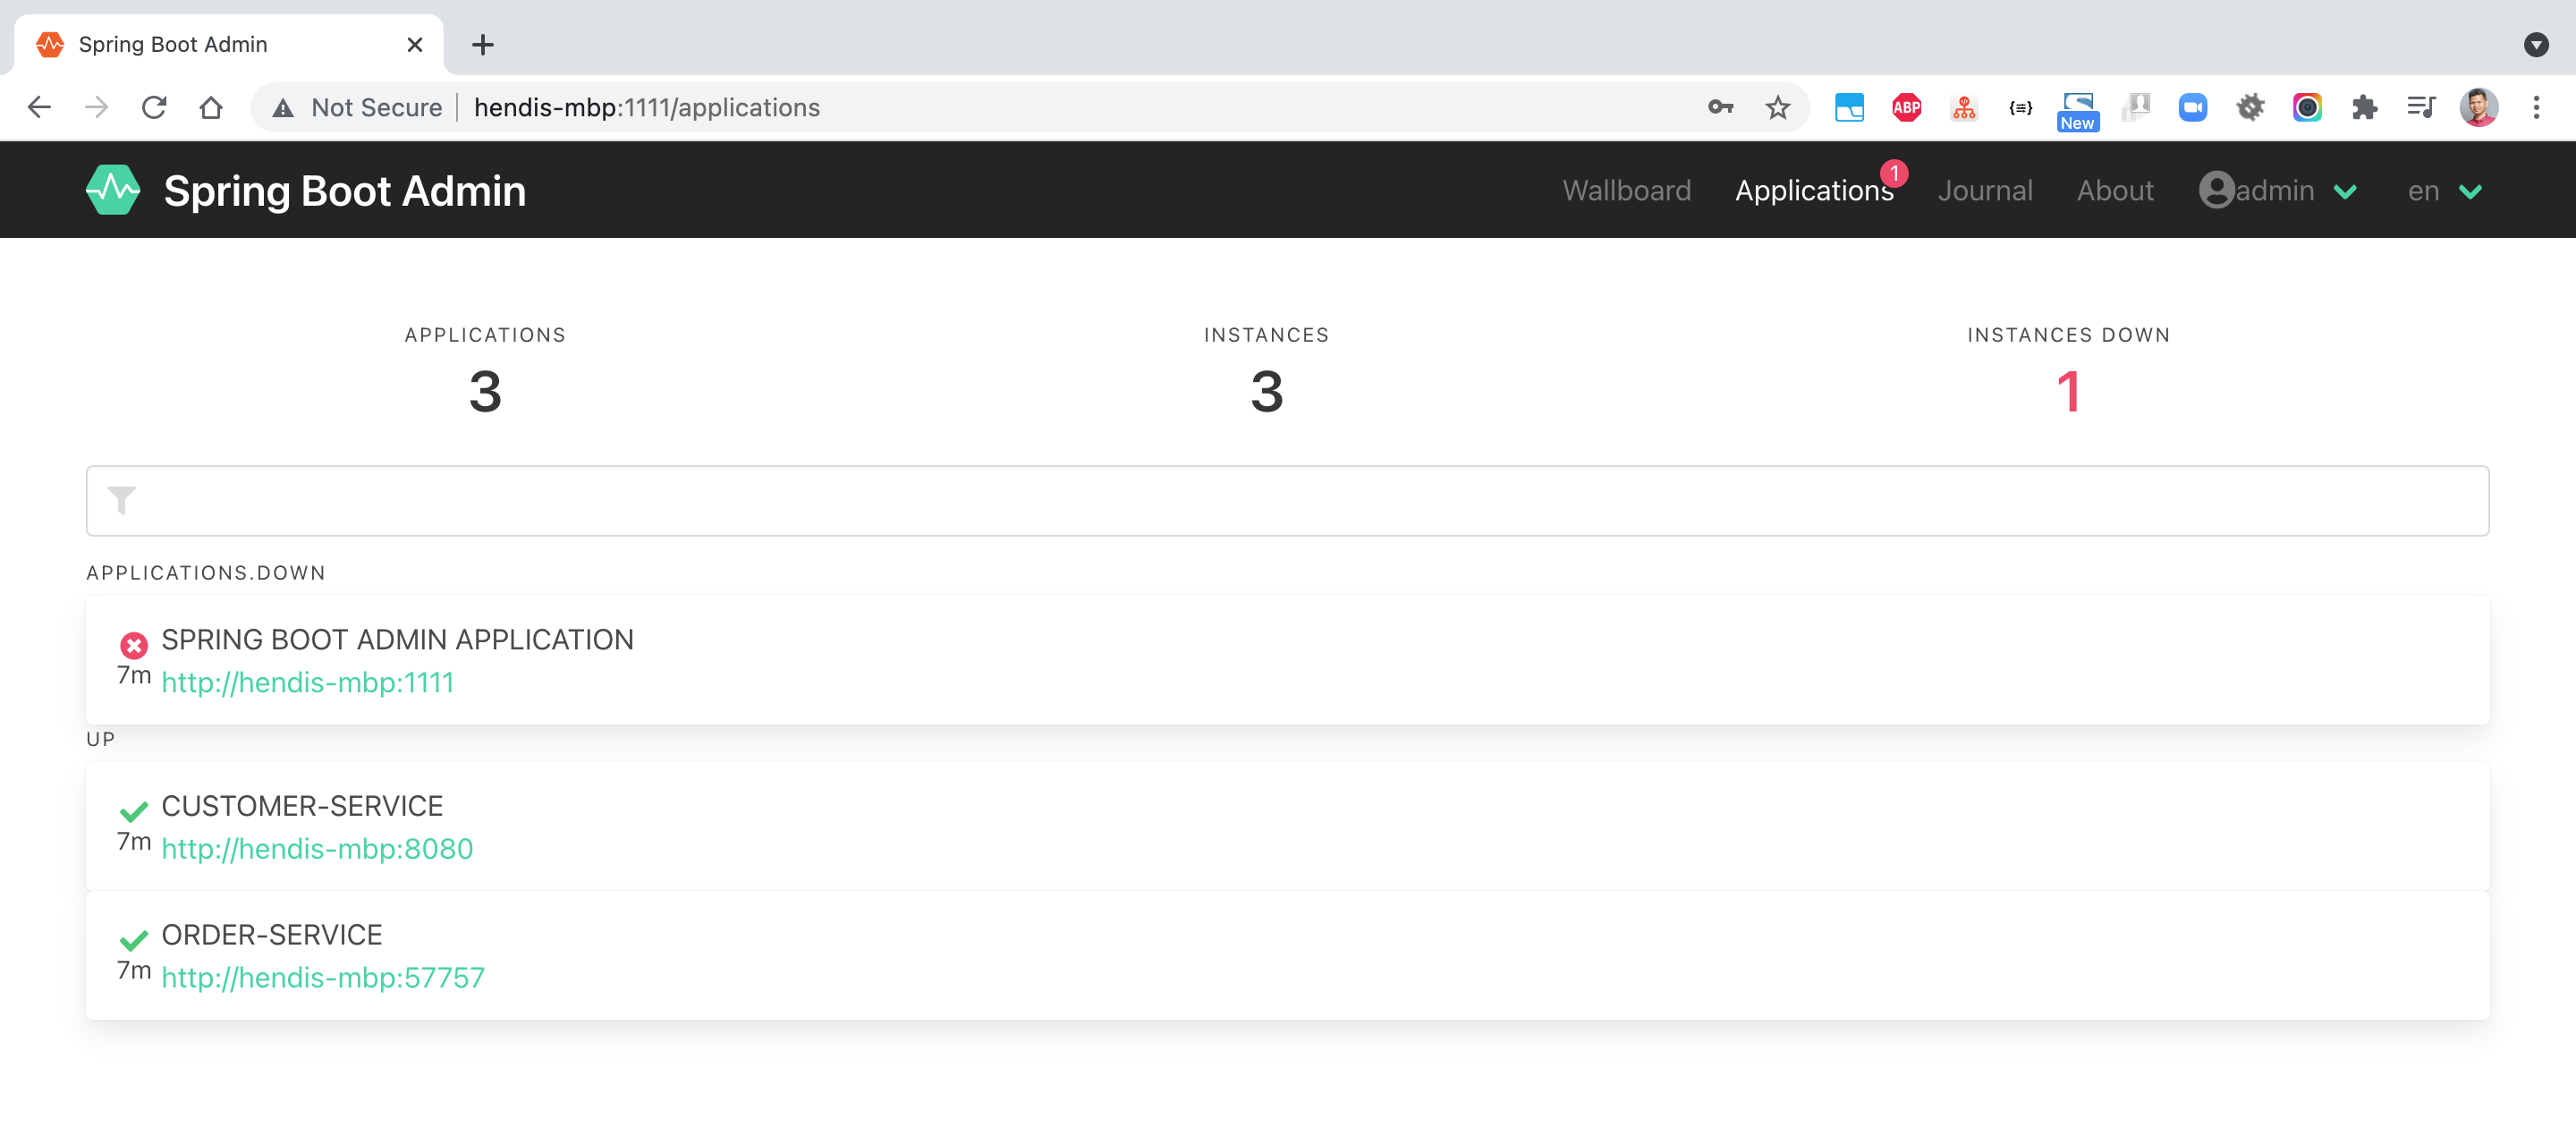 Spring Boot Admin
Not Secure hendis-mbp:1111/applications
ABP
{≡}
New
Spring Boot Admin Wallboard Applications 1 Journal About admin en
APPLICATIONS INSTANCES INSTANCES DOWN
3 3 1
APPLICATIONS.DOWN
SPRING BOOT ADMIN APPLICATION
7m http://hendis-mbp:1111
UP
CUSTOMER-SERVICE
7m http://hendis-mbp:8080
ORDER-SERVICE
7m http://hendis-mbp:57757